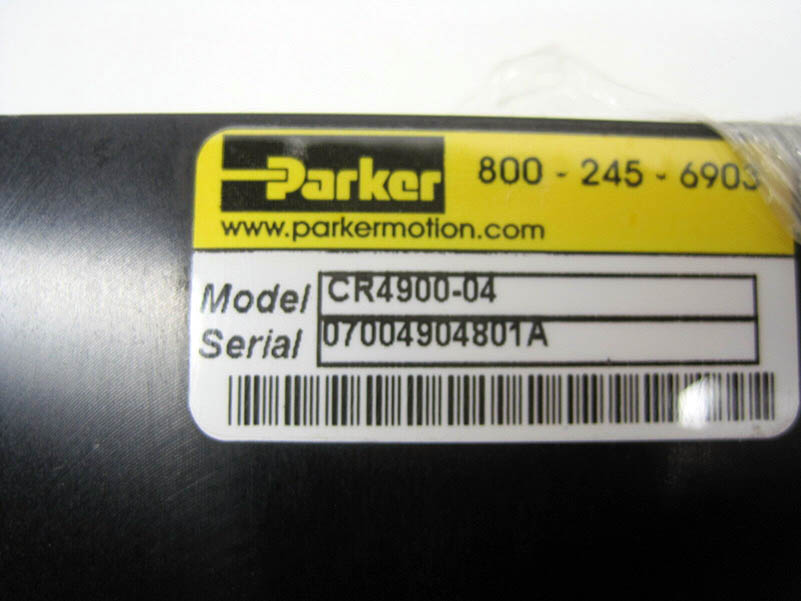 Parker 800 - 245 - 6903
www.parkermotion.com
Model CR4900-04
Serial 07004904801A